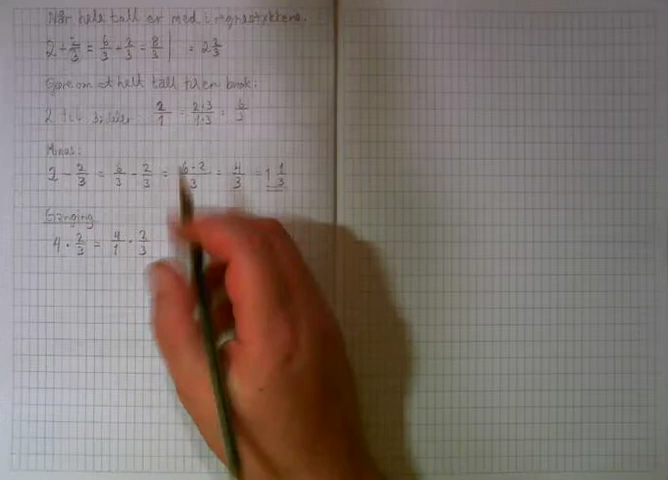 Når hele tall er med i regnestykkene.
2 + 2/3 = 6/3 + 2/3 = 8/3 = 2 2/3
Gjøre om et helt tall til en brøk:
2 til 2/1 = 2·3/1·3 = 6/3
Minus:
2 - 2/3 = 6/3 - 2/3 = 6-2/3 = 4/3 = 1 1/3
Ganging
4 · 2/3 = 4/1 · 2/3